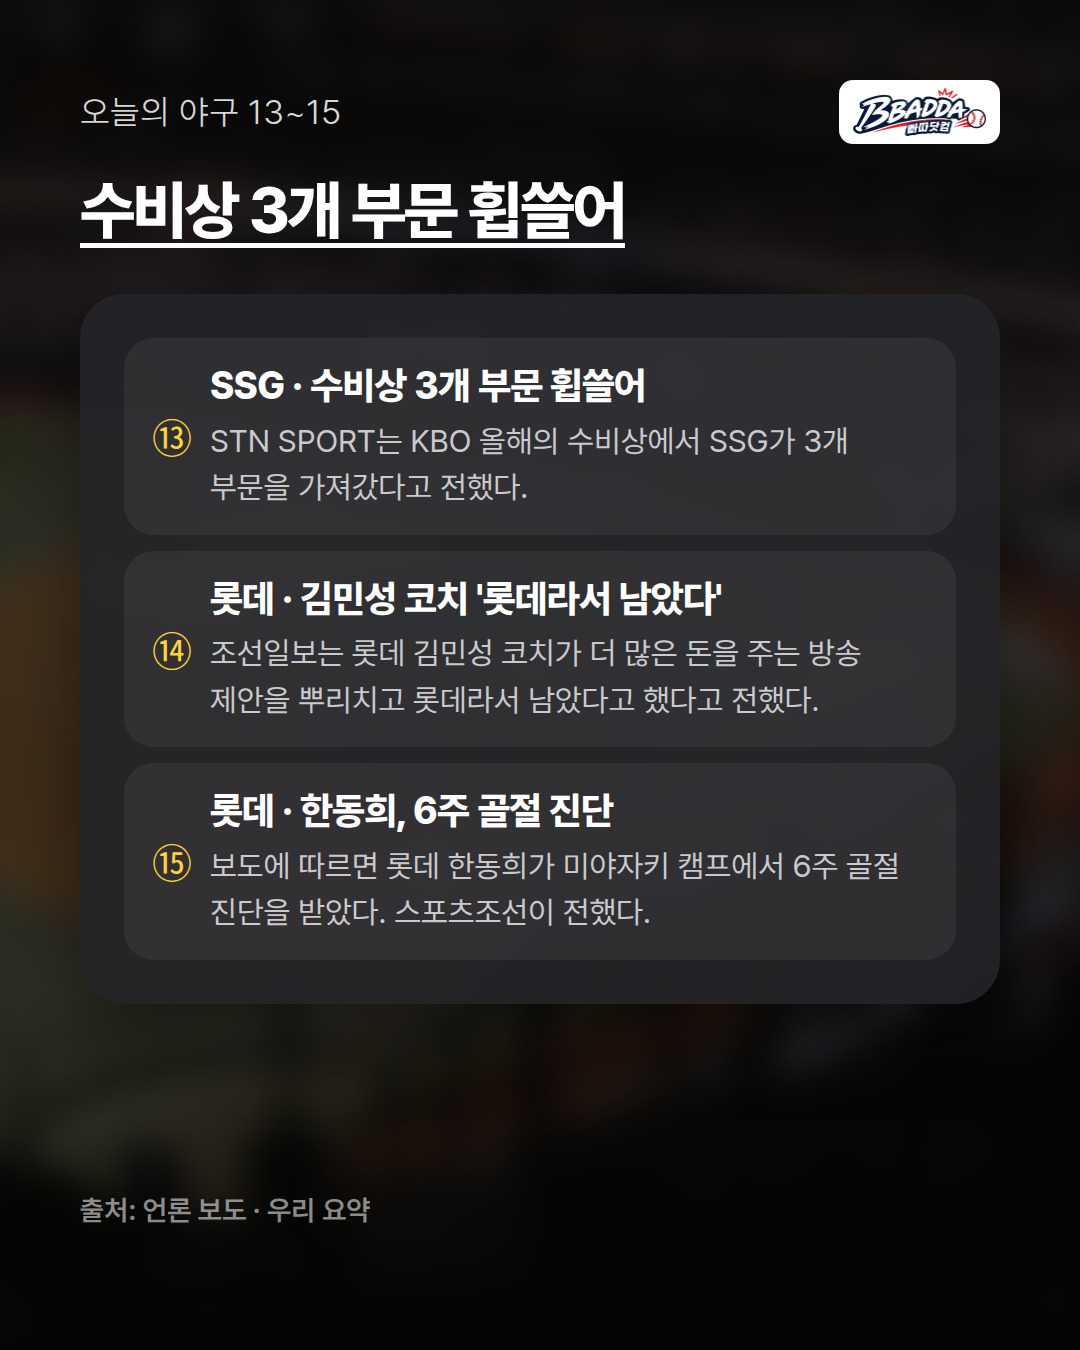 오늘의 야구 13~15
BBADDA
빠따닷컴
수비상 3개 부문 휩쓸어
SSG · 수비상 3개 부문 휩쓸어
⑬ STN SPORT는 KBO 올해의 수비상에서 SSG가 3개
부문을 가져갔다고 전했다.
롯데 · 김민성 코치 '롯데라서 남았다'
⑭ 조선일보는 롯데 김민성 코치가 더 많은 돈을 주는 방송
제안을 뿌리치고 롯데라서 남았다고 했다고 전했다.
롯데 · 한동희, 6주 골절 진단
⑮ 보도에 따르면 롯데 한동희가 미야자키 캠프에서 6주 골절
진단을 받았다. 스포츠조선이 전했다.
출처: 언론 보도 · 우리 요약